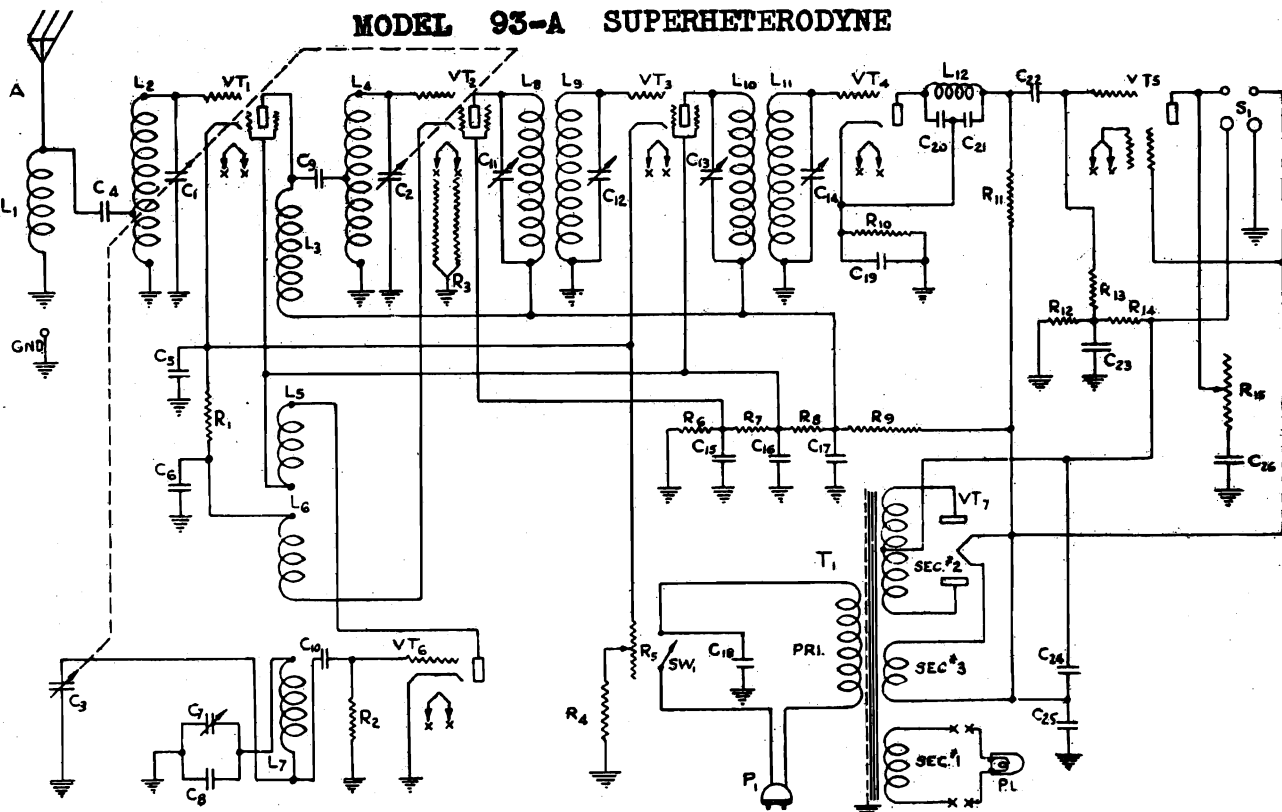 MODEL 93-A SUPERHETERODYNE
A
L1
C4
L2
C1
VT1
C9
L3
L4
C2
VT2
R3
C11
L8
L9
C12
VT3
C13
L10
L11
C14
VT4
L12
C20 C21
R10
C19
C22
R11
VT5
S1
R13
R12
R14
C23
R15
C26
GND
C5
R1
C6
L5
L6
R6 R7 R8 R9
C15 C16 C17
T1
PRI.
VT7
SEC.#2
SEC#3
SEC.#1
C24
C25
P.L
C3
C7
C8
L7
C10
R2
VT6
R4
R5
SW1
C18
P1
x x
x x
x x
x x
x x
x x
x x
x x